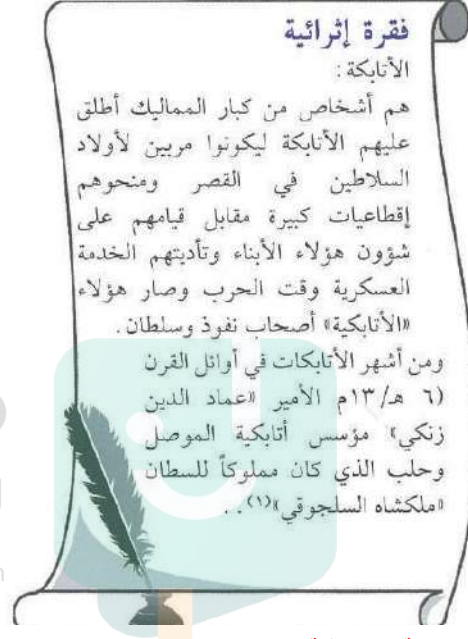 فقرة إثرائية
الأتابكة :
هم أشخاص من كبار المماليك أطلق
عليهم الأتابكة ليكونوا مربين لأولاد
السلاطين في القصر ومنحوهم
إقطاعيات كبيرة مقابل قيامهم على
شؤون هؤلاء الأبناء وتأديتهم الخدمة
العسكرية وقت الحرب وصار هؤلاء
«الأتابكية» أصحاب نفوذ وسلطان.
ومن أشهر الأتابكات في أوائل القرن
(٦ هـ/١٣م الأمير «عماد الدين
زنكي» مؤسس أتابكية الموصل
وحلب الذي كان مملوكاً للسطان
«ملكشاه السلجوقي»(١). .